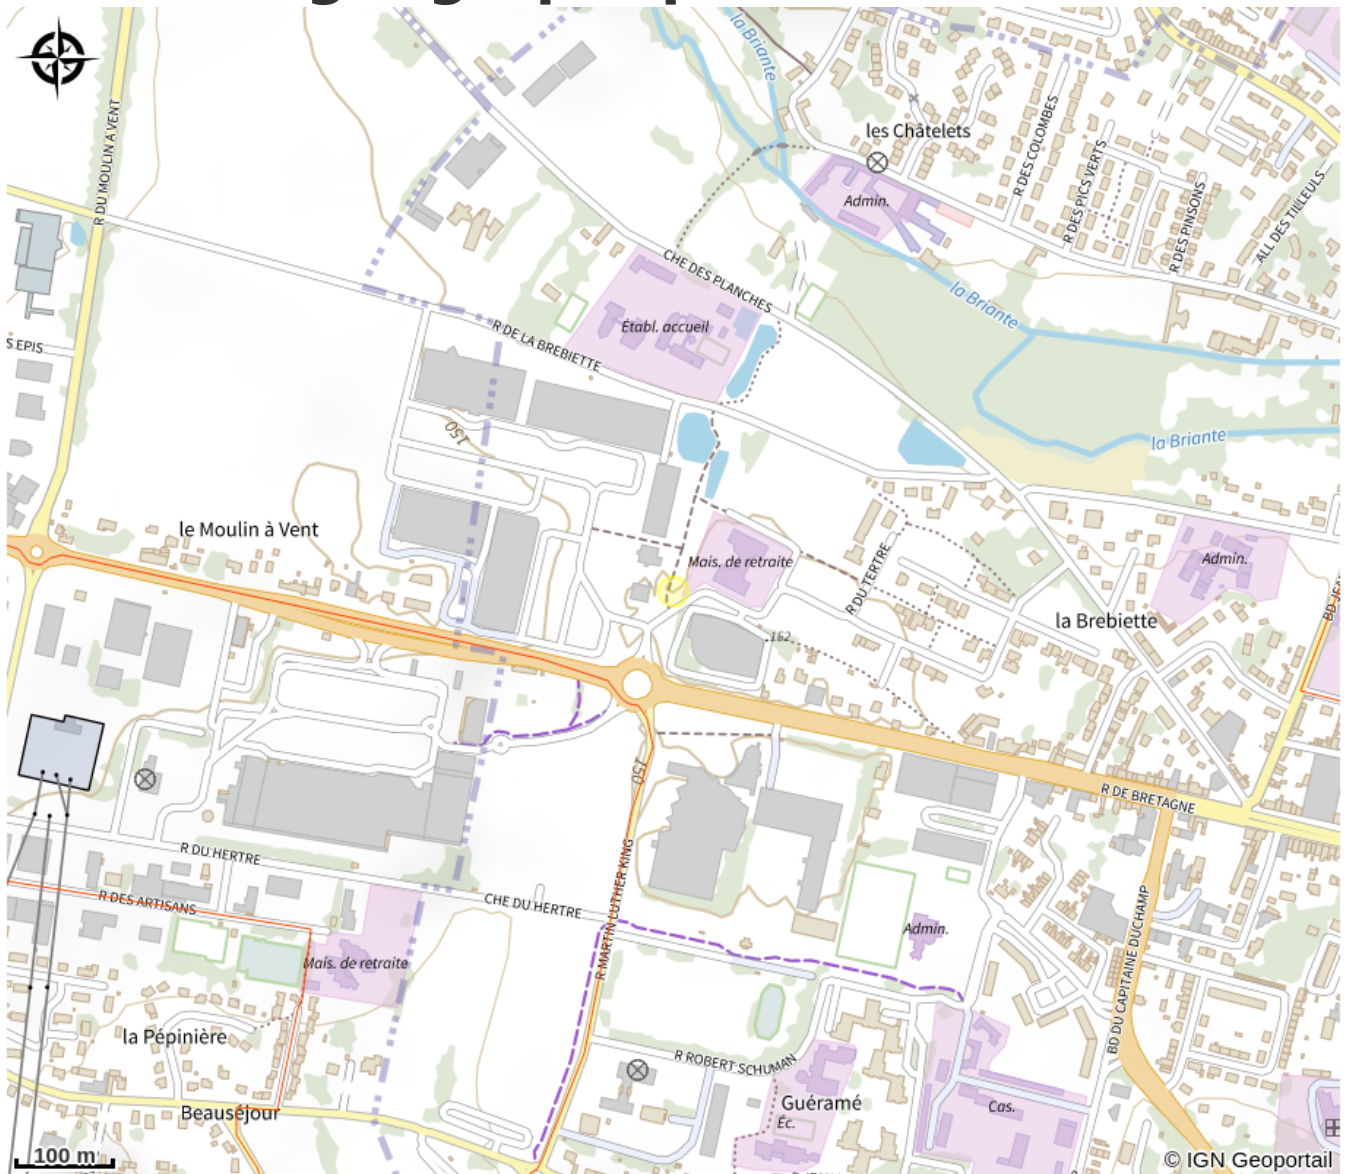 la Briante
R DU MOULIN A VENT
les Châtelets
R DES COLOMBES
R DES PICS VERTS
R DES PINSONS
ALL DES TILLEULS
Admin.
CHE DES PLANCHES
la Briante
Établ. accueil
R DE LA BREBIETTE
S EPIS
150
la Briante
le Moulin à Vent
Mais. de retraite
Admin.
R DU TERTRE
la Brebiette
162
150
R DE BRETAGNE
R DU HERTRE
R DES ARTISANS
CHE DU HERTRE
R MARTIN LUTHER KING
BD DU CAPITAINE DUCHAMP
Admin.
Mais. de retraite
la Pépinière
R ROBERT SCHUMAN
Beauséjour
Guéramé
Éc.
Cas.
100 m
© IGN Geoportail